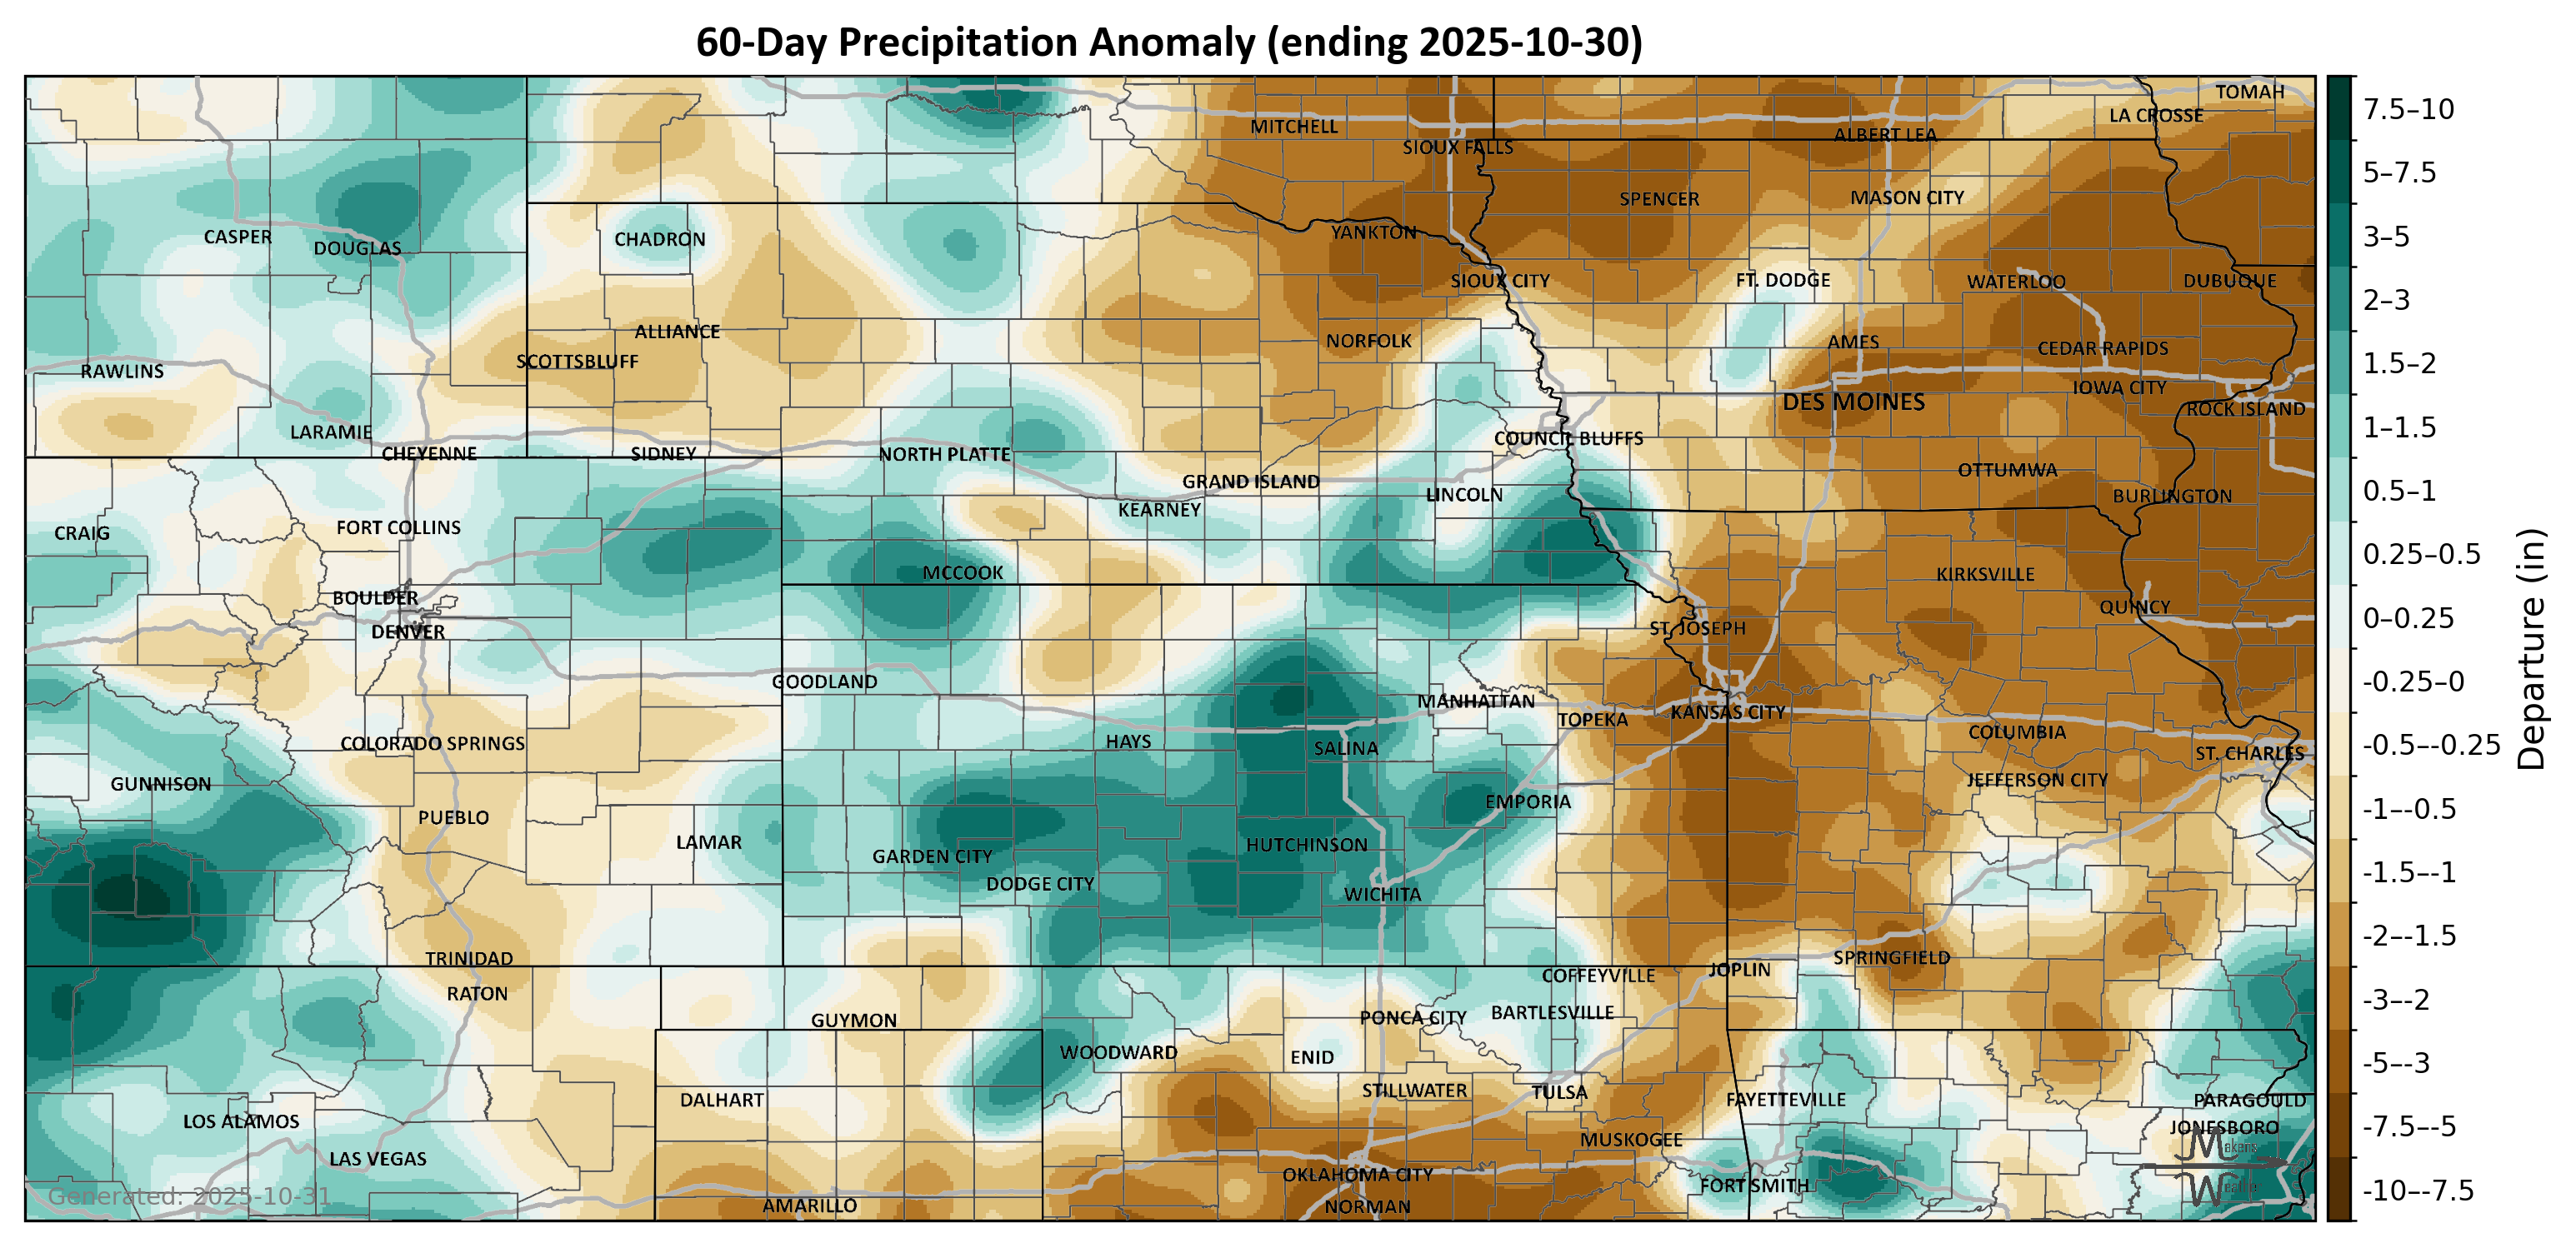 60-Day Precipitation Anomaly (ending 2025-10-30)
TOMAH
LA CROSSE
MITCHELL
ALBERT LEA
SIOUX FALLS
SPENCER
MASON CITY
CASPER
DOUGLAS
CHADRON
YANKTON
SIOUX CITY
FT. DODGE
WATERLOO
DUBUQUE
ALLIANCE
NORFOLK
AMES
CEDAR RAPIDS
SCOTTSBLUFF
RAWLINS
IOWA CITY
DES MOINES
ROCK ISLAND
LARAMIE
COUNCIL BLUFFS
CHEYENNE
SIDNEY
NORTH PLATTE
OTTUMWA
GRAND ISLAND
LINCOLN
BURLINGTON
KEARNEY
FORT COLLINS
CRAIG
MCCOOK
KIRKSVILLE
BOULDER
QUINCY
DENVER
ST. JOSEPH
GOODLAND
MANHATTAN
KANSAS CITY
TOPEKA
COLUMBIA
HAYS
COLORADO SPRINGS
SALINA
ST. CHARLES
GUNNISON
JEFFERSON CITY
EMPORIA
PUEBLO
LAMAR
HUTCHINSON
GARDEN CITY
DODGE CITY
WICHITA
TRINIDAD
SPRINGFIELD
JOPLIN
COFFEYVILLE
RATON
BARTLESVILLE
PONCA CITY
GUYMON
WOODWARD
ENID
STILLWATER
TULSA
DALHART
FAYETTEVILLE
PARAGOULD
LOS ALAMOS
JONESBORO
MUSKOGEE
LAS VEGAS
OKLAHOMA CITY
FORT SMITH
AMARILLO
NORMAN
Generated: 2025-10-31
7.5–10
5–7.5
3–5
2–3
1.5–2
1–1.5
0.5–1
0.25–0.5
0–0.25
-0.25–0
-0.5–-0.25
-1–-0.5
-1.5–-1
-2–-1.5
-3–-2
-5–-3
-7.5–-5
-10–-7.5
Departure (in)